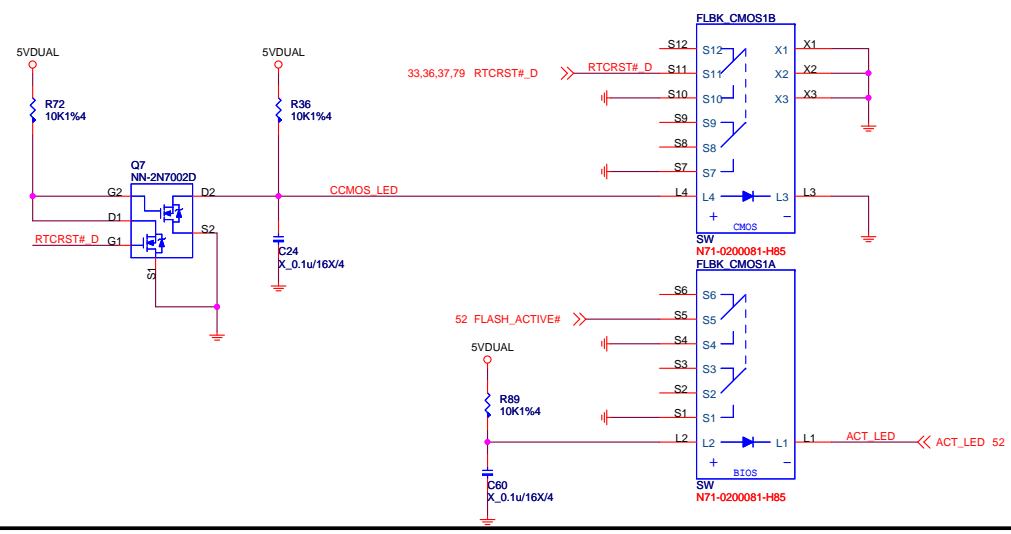 FLBK_CMOS1B
5VDUAL
5VDUAL
S12 S12 X1 X1
33,36,37,79 RTCRST#_D RTCRST#_D S11 S11 X2 X2
R72
10K1%4
R36
10K1%4
S10 S10 X3 X3
S9 S9
S8 S8
Q7
NN-2N7002D
S7 S7
G2 D2 CCMOS_LED L4 L4 L3 L3
D1
S2
+ CMOS −
RTCRST#_D G1
SW
N71-0200081-H85
C24
X_0.1u/16X/4
S1
FLBK_CMOS1A
S6 S6
52 FLASH_ACTIVE# S5 S5
S4 S4
5VDUAL
S3 S3
S2 S2
R89
10K1%4
S1 S1
L2 L2 L1 L1 ACT_LED ACT_LED 52
+ BIOS −
C60
X_0.1u/16X/4
SW
N71-0200081-H85